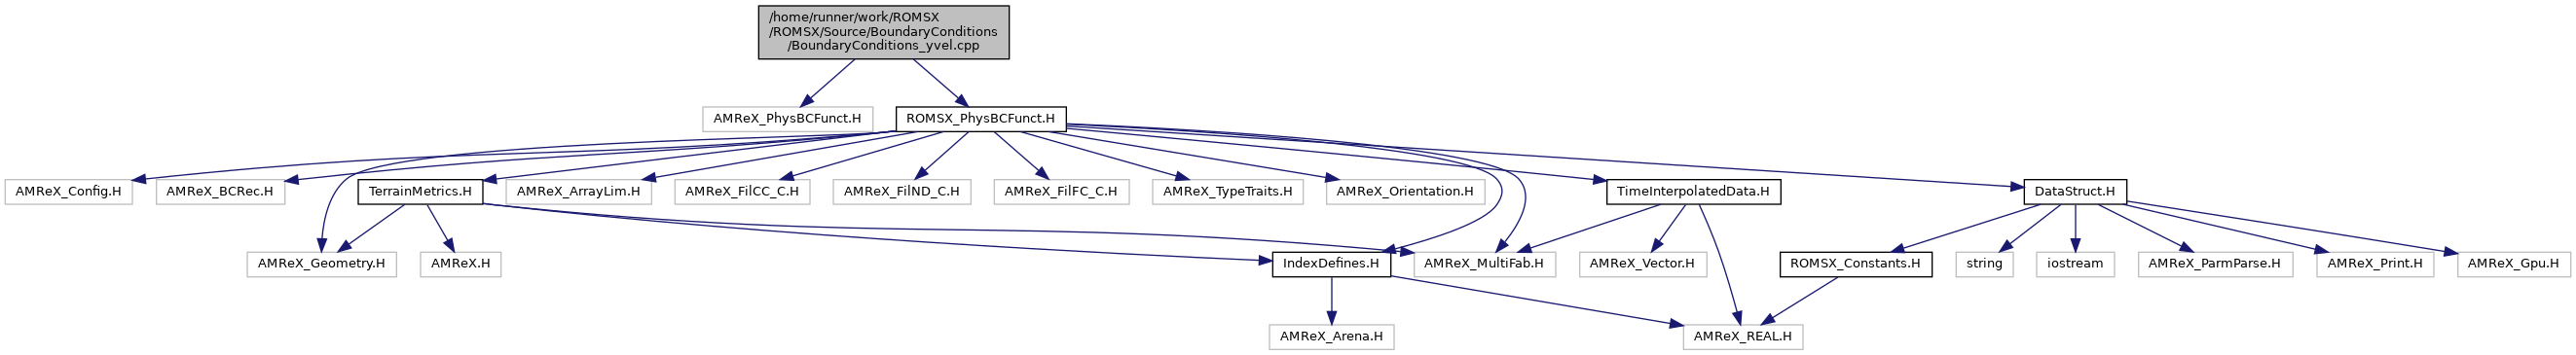 /home/runner/work/ROMSX
/ROMSX/Source/BoundaryConditions
/BoundaryConditions_yvel.cpp
AMReX_PhysBCFunct.H
ROMSX_PhysBCFunct.H
AMReX_Config.H
AMReX_BCRec.H
TerrainMetrics.H
AMReX_ArrayLim.H
AMReX_FilCC_C.H
AMReX_FilND_C.H
AMReX_FilFC_C.H
AMReX_TypeTraits.H
AMReX_Orientation.H
TimeInterpolatedData.H
DataStruct.H
AMReX_Geometry.H
AMReX.H
IndexDefines.H
AMReX_MultiFab.H
AMReX_Vector.H
ROMSX_Constants.H
string
iostream
AMReX_ParmParse.H
AMReX_Print.H
AMReX_Gpu.H
AMReX_Arena.H
AMReX_REAL.H